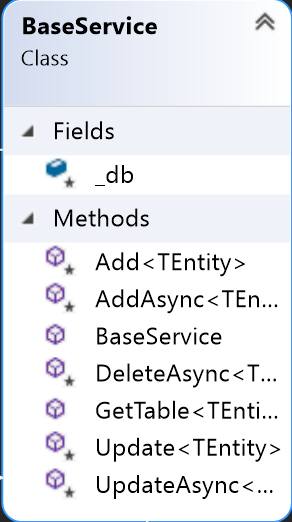 BaseService
Class
Fields
_db
Methods
Add<TEntity>
AddAsync<TEn...
BaseService
DeleteAsync<T...
GetTable<TEnti...
Update<TEntity>
UpdateAsync<...